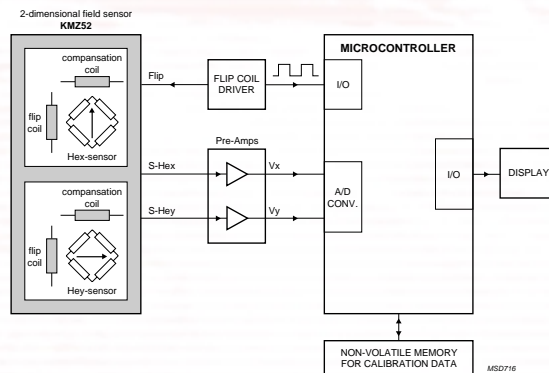 2-dimensional field sensor
KMZ52
compansation
coil
flip
coil
Hex-sensor
compansation
coil
flip
coil
Hey-sensor
Flip
S-Hex
S-Hey
FLIP COIL
DRIVER
Pre-Amps
Vx
Vy
MICROCONTROLLER
I/O
A/D
CONV.
I/O
DISPLAY
NON-VOLATILE MEMORY
FOR CALIBRATION DATA
MSD716